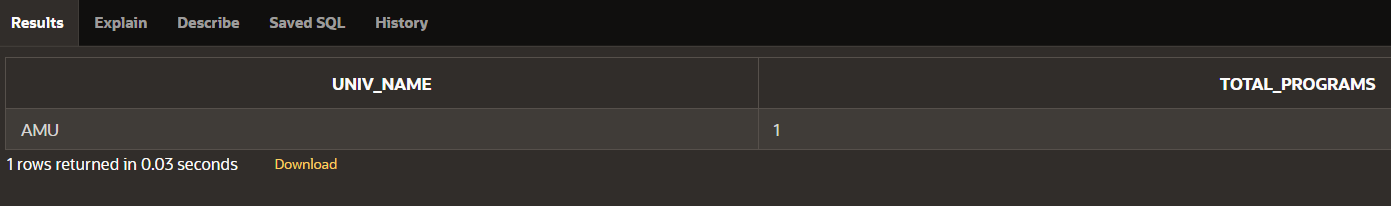 Results Explain Describe Saved SQL History
UNIV_NAME TOTAL_PROGRAMS
AMU 1
1 rows returned in 0.03 seconds Download